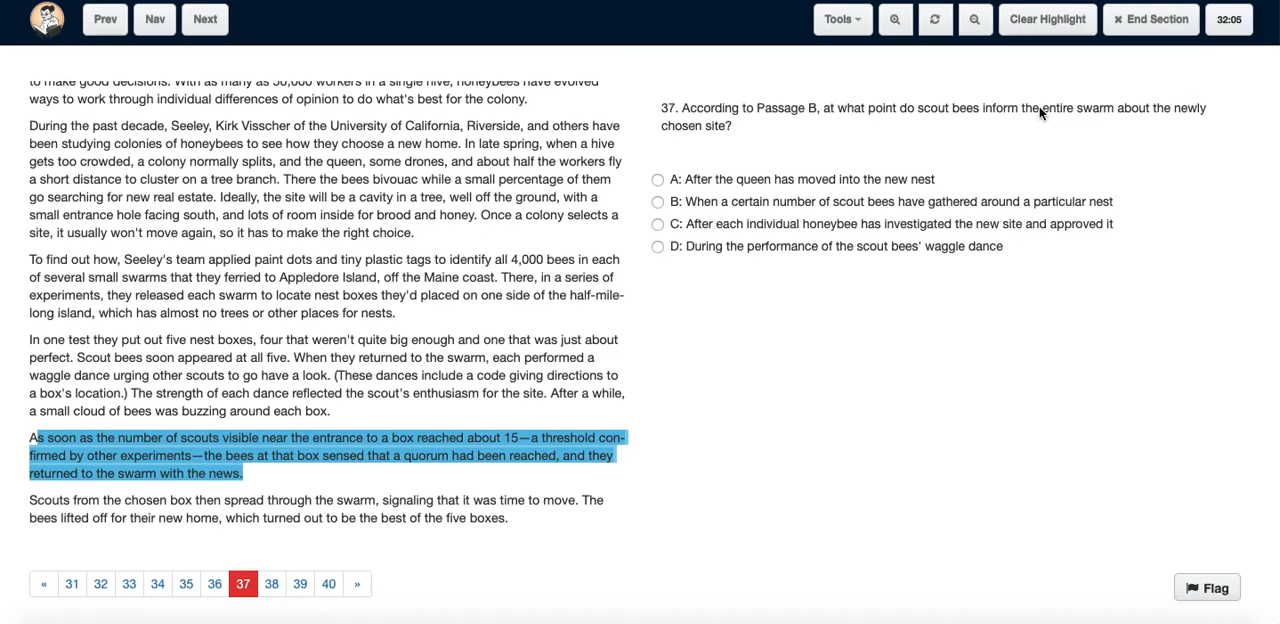 Prev Nav Next Tools Clear Highlight End Section 32:05
to make good decisions. With as many as 50,000 workers in a single hive, honeybees have evolved
ways to work through individual differences of opinion to do what's best for the colony.
During the past decade, Seeley, Kirk Visscher of the University of California, Riverside, and others have
been studying colonies of honeybees to see how they choose a new home. In late spring, when a hive
gets too crowded, a colony normally splits, and the queen, some drones, and about half the workers fly
a short distance to cluster on a tree branch. There the bees bivouac while a small percentage of them
go searching for new real estate. Ideally, the site will be a cavity in a tree, well off the ground, with a
small entrance hole facing south, and lots of room inside for brood and honey. Once a colony selects a
site, it usually won't move again, so it has to make the right choice.
To find out how, Seeley's team applied paint dots and tiny plastic tags to identify all 4,000 bees in each
of several small swarms that they ferried to Appledore Island, off the Maine coast. There, in a series of
experiments, they released each swarm to locate nest boxes they'd placed on one side of the half-mile-
long island, which has almost no trees or other places for nests.
In one test they put out five nest boxes, four that weren't quite big enough and one that was just about
perfect. Scout bees soon appeared at all five. When they returned to the swarm, each performed a
waggle dance urging other scouts to go have a look. (These dances include a code giving directions to
a box's location.) The strength of each dance reflected the scout's enthusiasm for the site. After a while,
a small cloud of bees was buzzing around each box.
As soon as the number of scouts visible near the entrance to a box reached about 15—a threshold con-
firmed by other experiments—the bees at that box sensed that a quorum had been reached, and they
returned to the swarm with the news.
Scouts from the chosen box then spread through the swarm, signaling that it was time to move. The
bees lifted off for their new home, which turned out to be the best of the five boxes.
37. According to Passage B, at what point do scout bees inform the entire swarm about the newly
chosen site?
A: After the queen has moved into the new nest
B: When a certain number of scout bees have gathered around a particular nest
C: After each individual honeybee has investigated the new site and approved it
D: During the performance of the scout bees' waggle dance
« 31 32 33 34 35 36 37 38 39 40 »
Flag